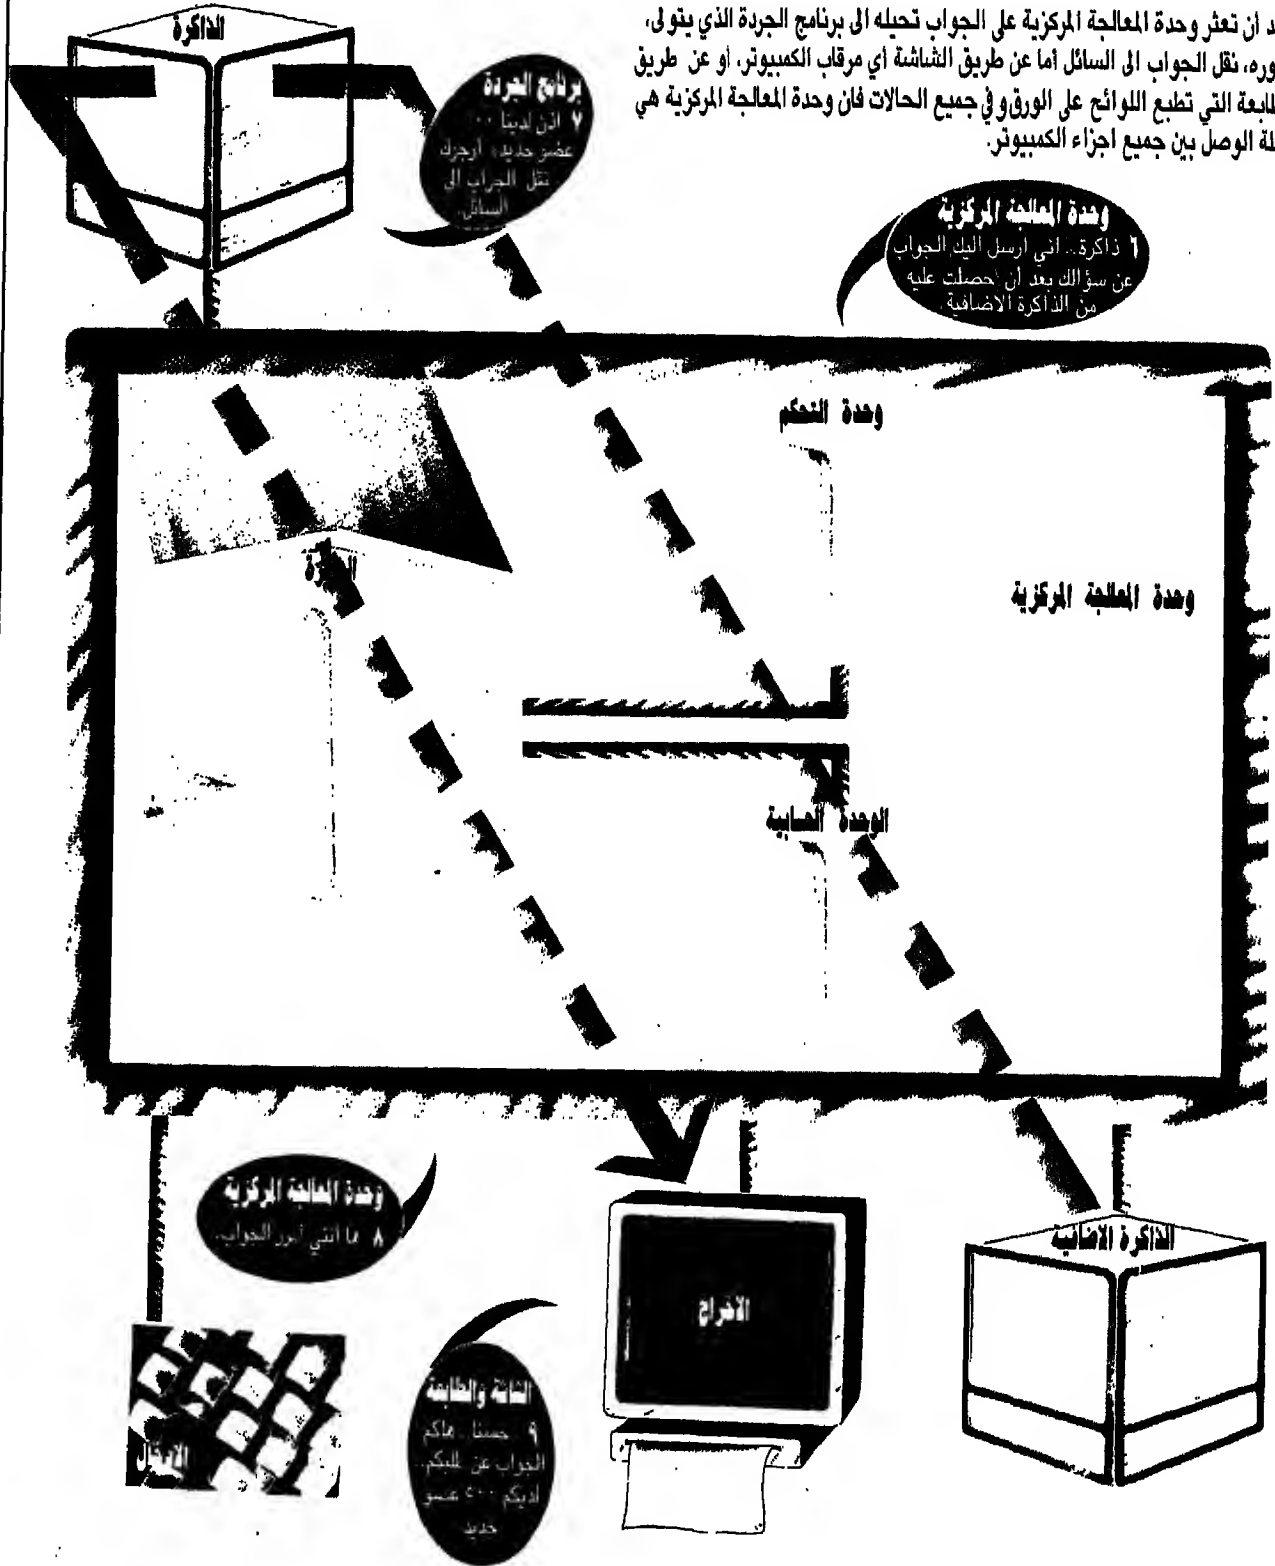 د ان تعثر وحدة المعالجة المركزية على الجواب تحيله الى برنامج الجردة الذي يتولى،
وره، نقل الجواب الى السائل أما عن طريق الشاشة أي مرقاب الكمبيوتر، أو عن طريق
طابعة التي تطبع اللوائح على الورق وفي جميع الحالات فان وحدة المعالجة المركزية هي
لة الوصل بين جميع اجزاء الكمبيوتر.
الذاكرة
برنامج الجردة
٧ اذن لدينا
عضو جديد،
نقل الجواب الى
السائل.
وحدة المعالجة المركزية
٦ ذاكرة.. اني ارسل اليك الجواب
عن سؤالك بعد أن حصلت عليه
من الذاكرة الاضافية.
وحدة التحكم
وحدة المعالجة المركزية
الوحدة الحسابية
وحدة المعالجة المركزية
٨ ها انني الجواب.
الاخراج
الذاكرة الاضافية
الشاشة والطابعة
٩ حسنا.. هاكم
الجواب عن طلبكم..
لديكم ٥٠٠ عضو
جديد
الادخال